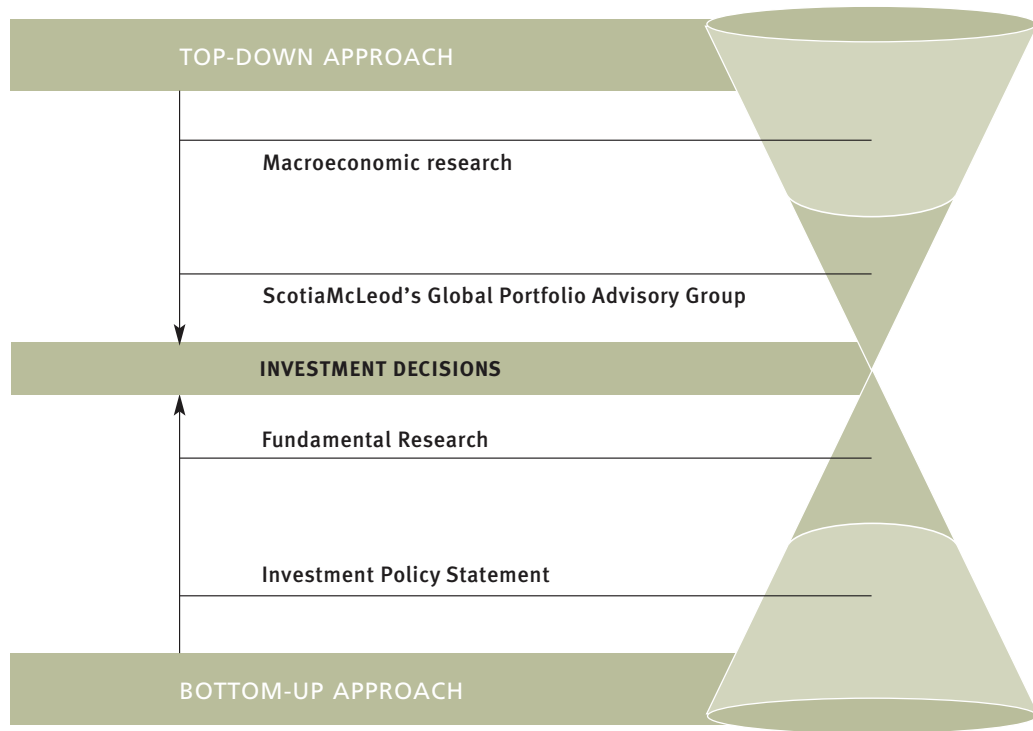 TOP-DOWN APPROACH
Macroeconomic research
ScotiaMcLeod’s Global Portfolio Advisory Group
INVESTMENT DECISIONS
Fundamental Research
Investment Policy Statement
BOTTOM-UP APPROACH